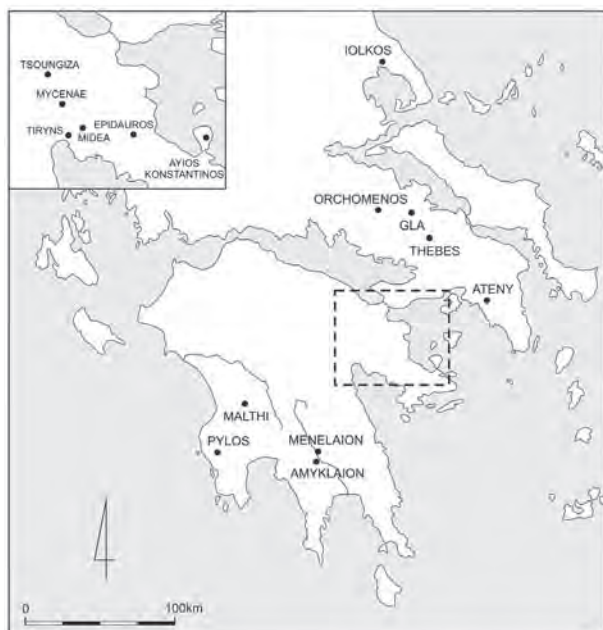 TSOUNGIZA
MYCENAE
EPIDAUROS
TIRYNS
MIDEA
AYIOS
KONSTANTINOS
IOLKOS
ORCHOMENOS
GLA
THEBES
ATENY
MALTHI
PYLOS
MENELAION
AMYKLAION
0
100km